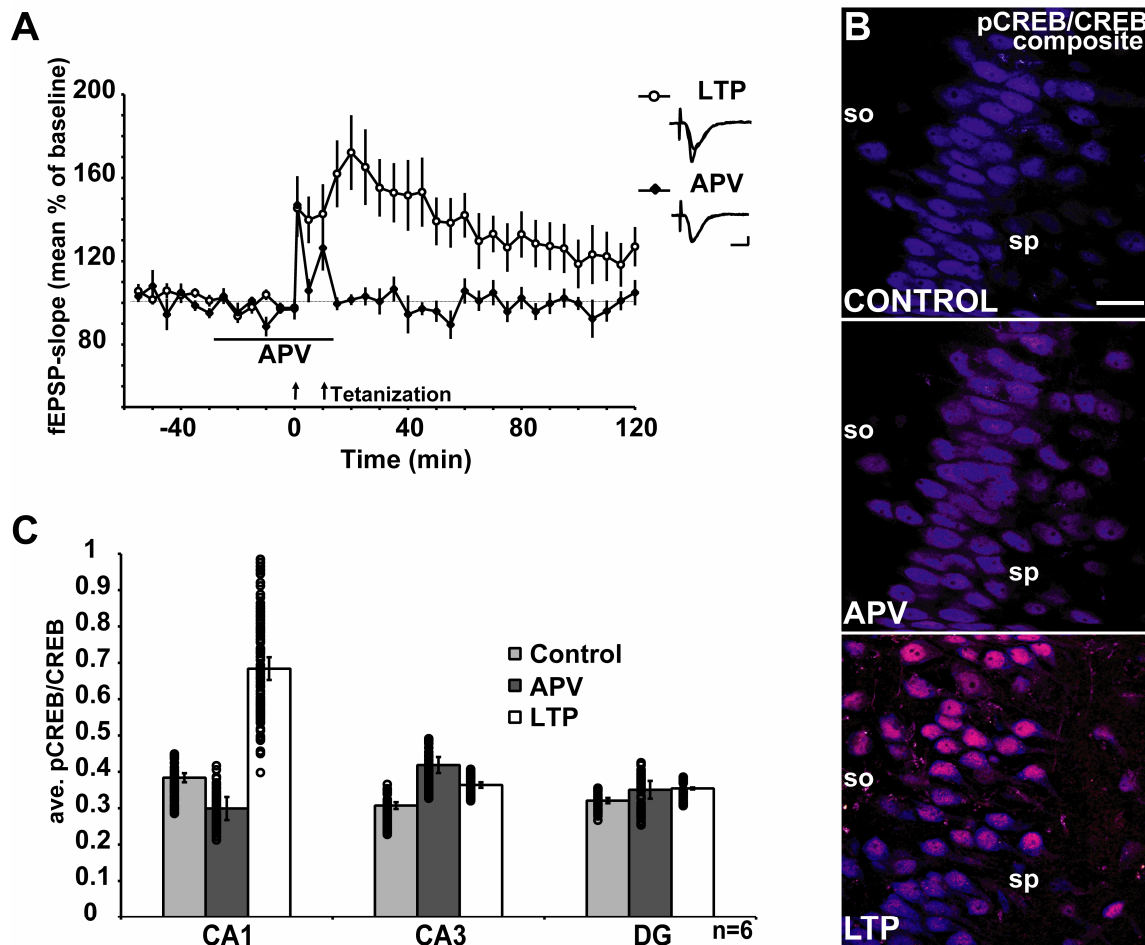 A
200
160
120
80
fEPSP-slope (mean % of baseline)
APV
Tetanization
-40 0 40 80 120
Time (min)
LTP
APV
B
pCREB/CREB
composite
so
sp
CONTROL
so
sp
APV
so
sp
LTP
C
1
0.9
0.8
0.7
0.6
0.5
0.4
0.3
0.2
0.1
0
ave. pCREB/CREB
Control
APV
LTP
CA1 CA3 DG n=6